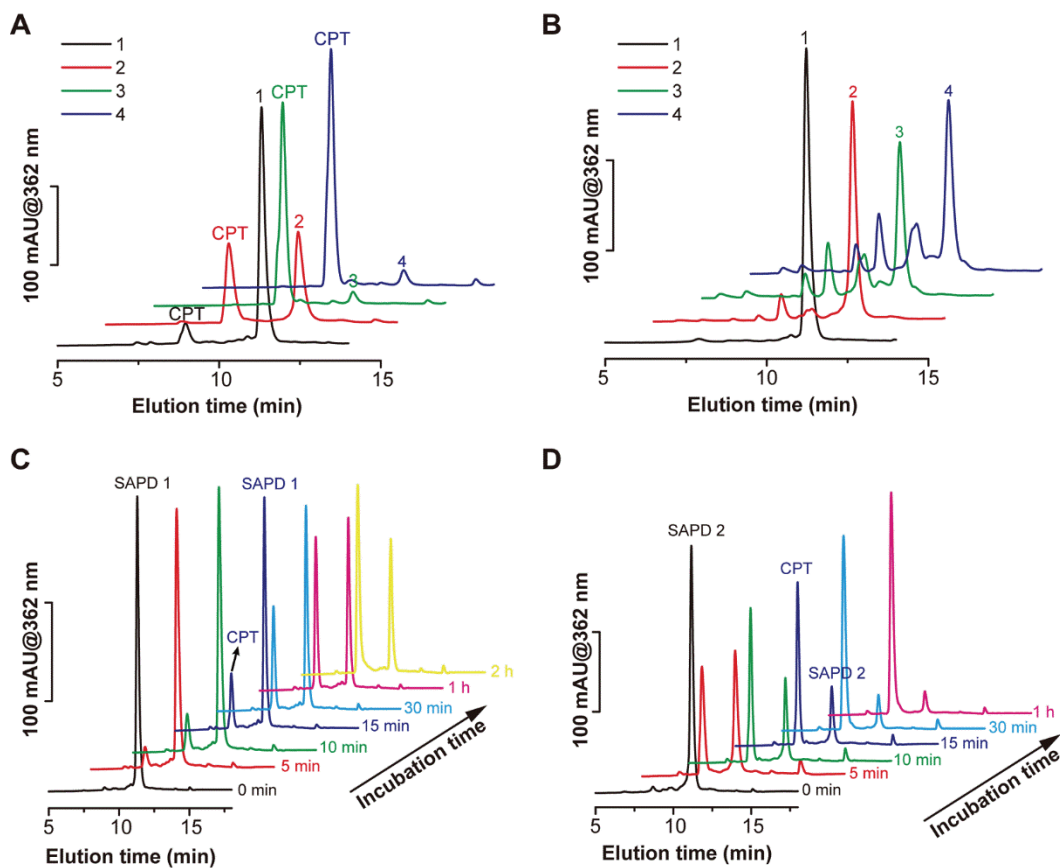 A
1
2
3
4
CPT
1
CPT
2
CPT
3
CPT
4
100 mAU@362 nm
5
10
15
Elution time (min)
B
1
2
3
4
1
2
3
4
100 mAU@362 nm
5
10
15
Elution time (min)
C
SAPD 1
SAPD 1
CPT
2 h
1 h
30 min
15 min
10 min
5 min
0 min
Incubation time
100 mAU@362 nm
5
10
15
Elution time (min)
D
SAPD 2
CPT
SAPD 2
1 h
30 min
15 min
10 min
5 min
0 min
Incubation time
100 mAU@362 nm
5
10
15
Elution time (min)